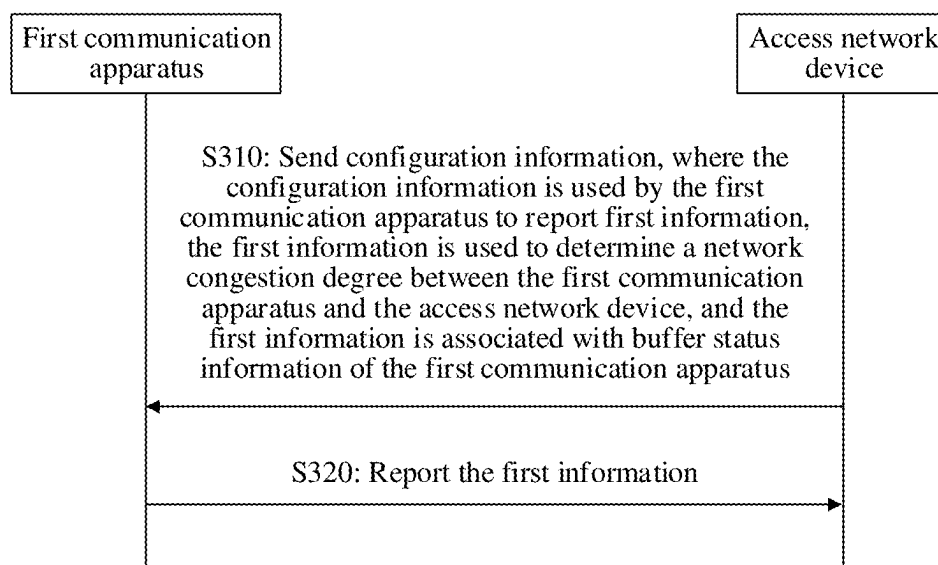 First communication
apparatus
Access network
device
S310: Send configuration information, where the
configuration information is used by the first
communication apparatus to report first information,
the first information is used to determine a network
congestion degree between the first communication
apparatus and the access network device, and the
first information is associated with buffer status
information of the first communication apparatus
S320: Report the first information